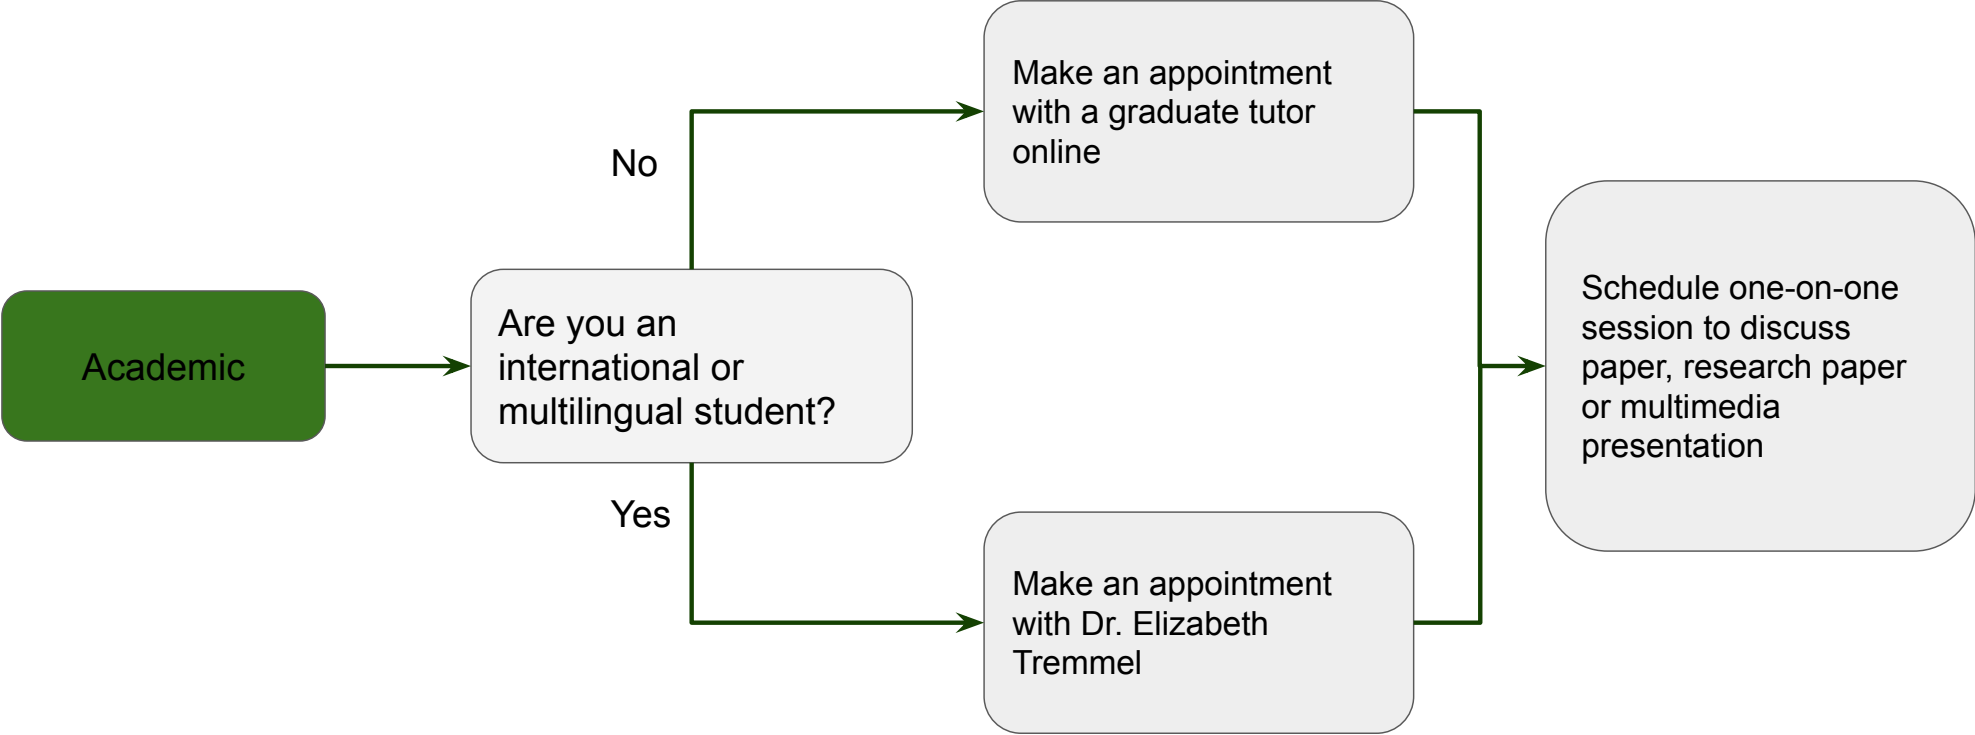 Academic
Are you an
international or
multilingual student?
No
Yes
Make an appointment
with a graduate tutor
online
Make an appointment
with Dr. Elizabeth
Tremmel
Schedule one-on-one
session to discuss
paper, research paper
or multimedia
presentation